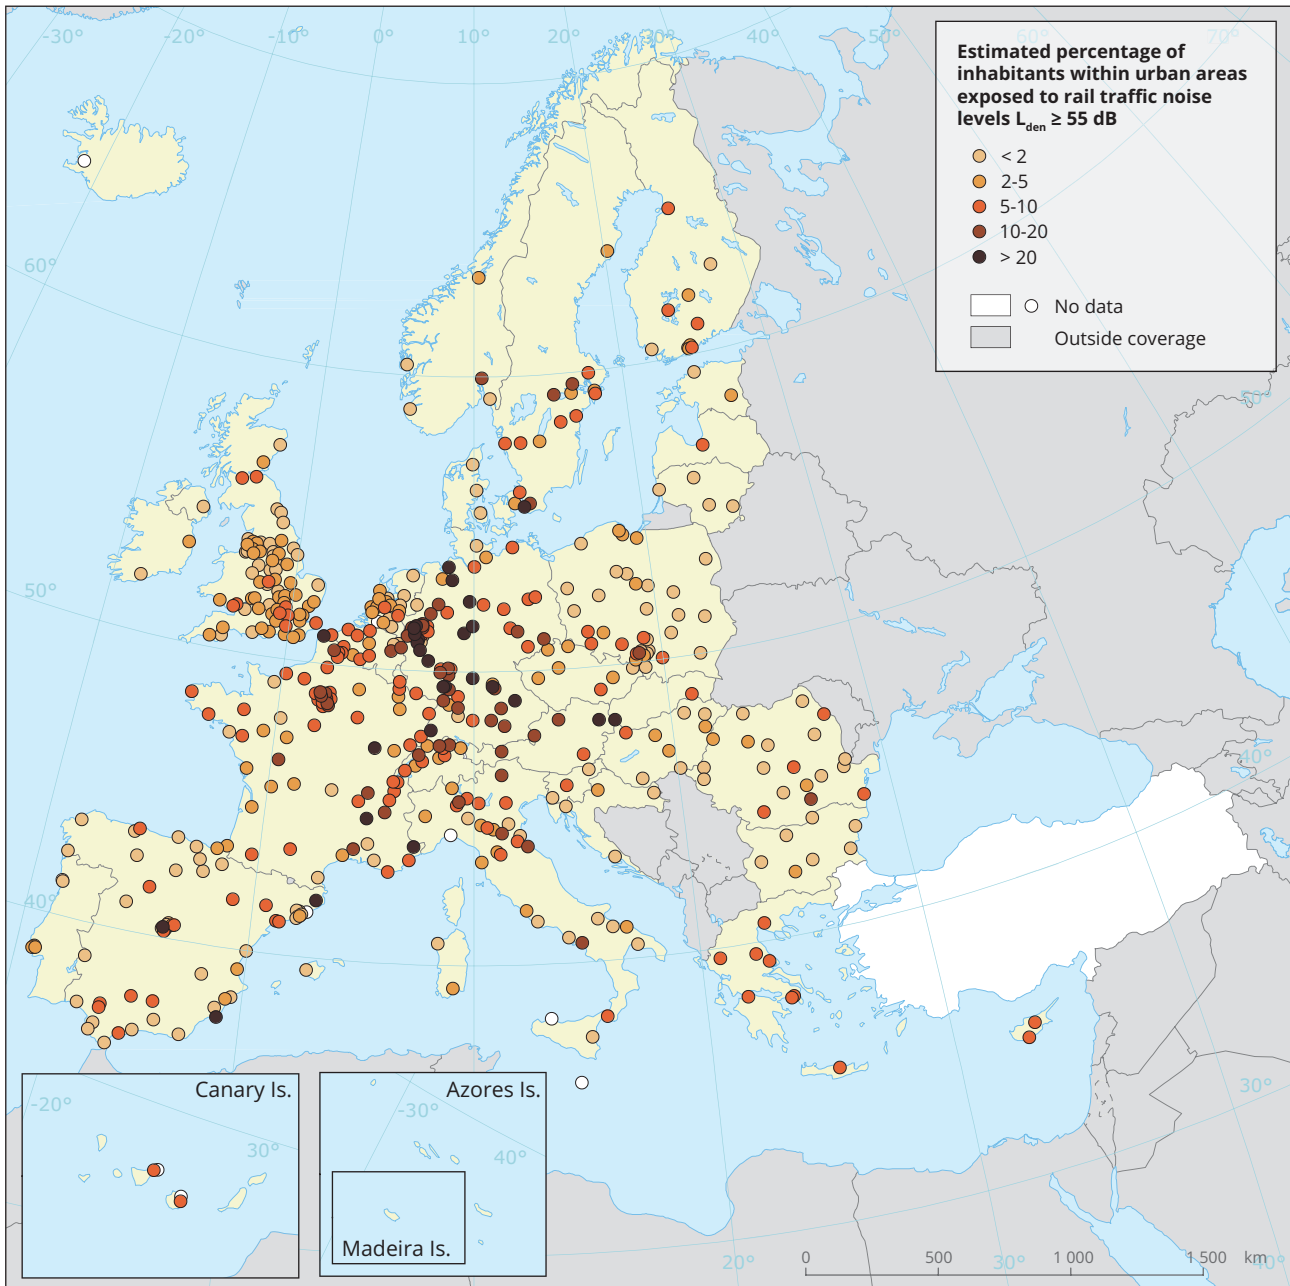 -30°
-20°
-10°
0°
10°
20°
30°
40°
50°
60°
70°
Estimated percentage of
inhabitants within urban areas
exposed to rail traffic noise
levels Lden ≥ 55 dB
< 2
2-5
5-10
10-20
> 20
No data
Outside coverage
60°
50°
50°
40°
40°
Canary Is.
-20°
30°
Azores Is.
-30°
40°
Madeira Is.
30°
20°
30°
40°
0 500 1 000 1 500 km